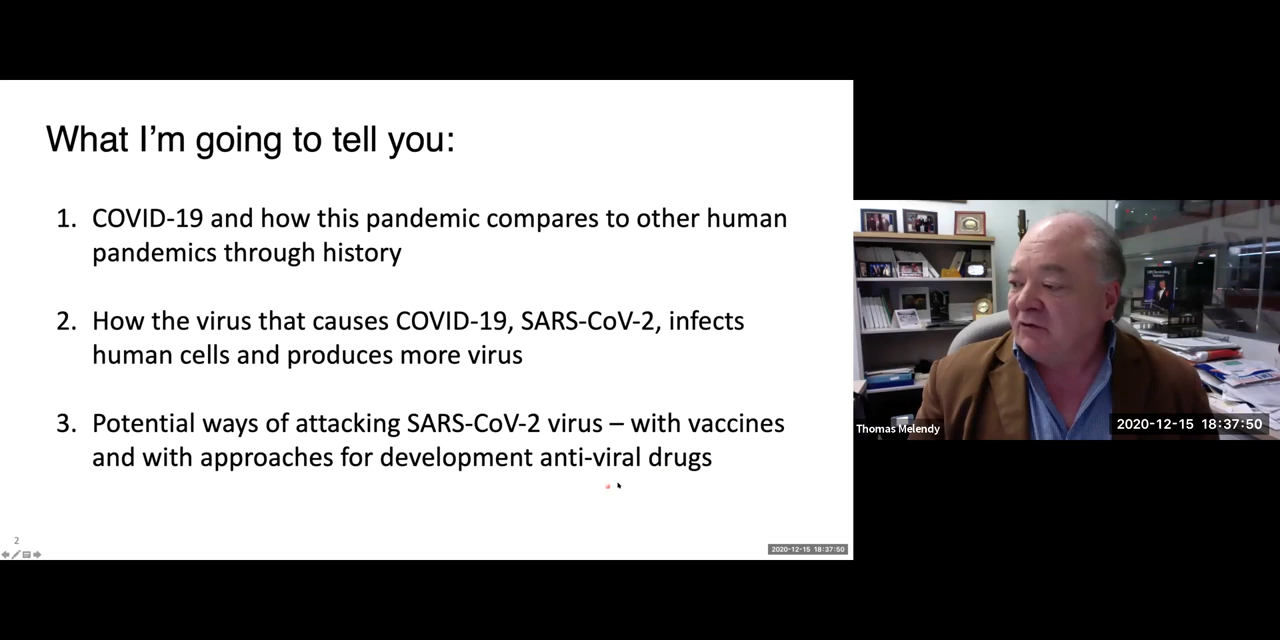 What I'm going to tell you:
1. COVID-19 and how this pandemic compares to other human
pandemics through history
2. How the virus that causes COVID-19, SARS-CoV-2, infects
human cells and produces more virus
3. Potential ways of attacking SARS-CoV-2 virus – with vaccines
and with approaches for development anti-viral drugs
2
2020-12-15 18:37:50
Thomas Melendy
2020-12-15 18:37:50